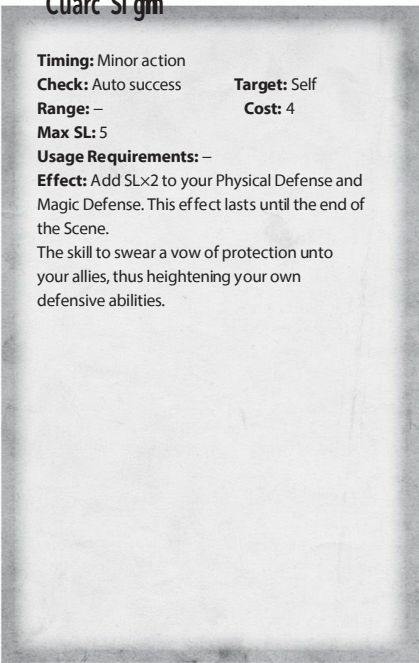 Timing: Minor action
Check: Auto success Target: Self
Range: – Cost: 4
Max SL: 5
Usage Requirements: –
Effect: Add SL×2 to your Physical Defense and
Magic Defense. This effect lasts until the end of
the Scene.
The skill to swear a vow of protection unto
your allies, thus heightening your own
defensive abilities.